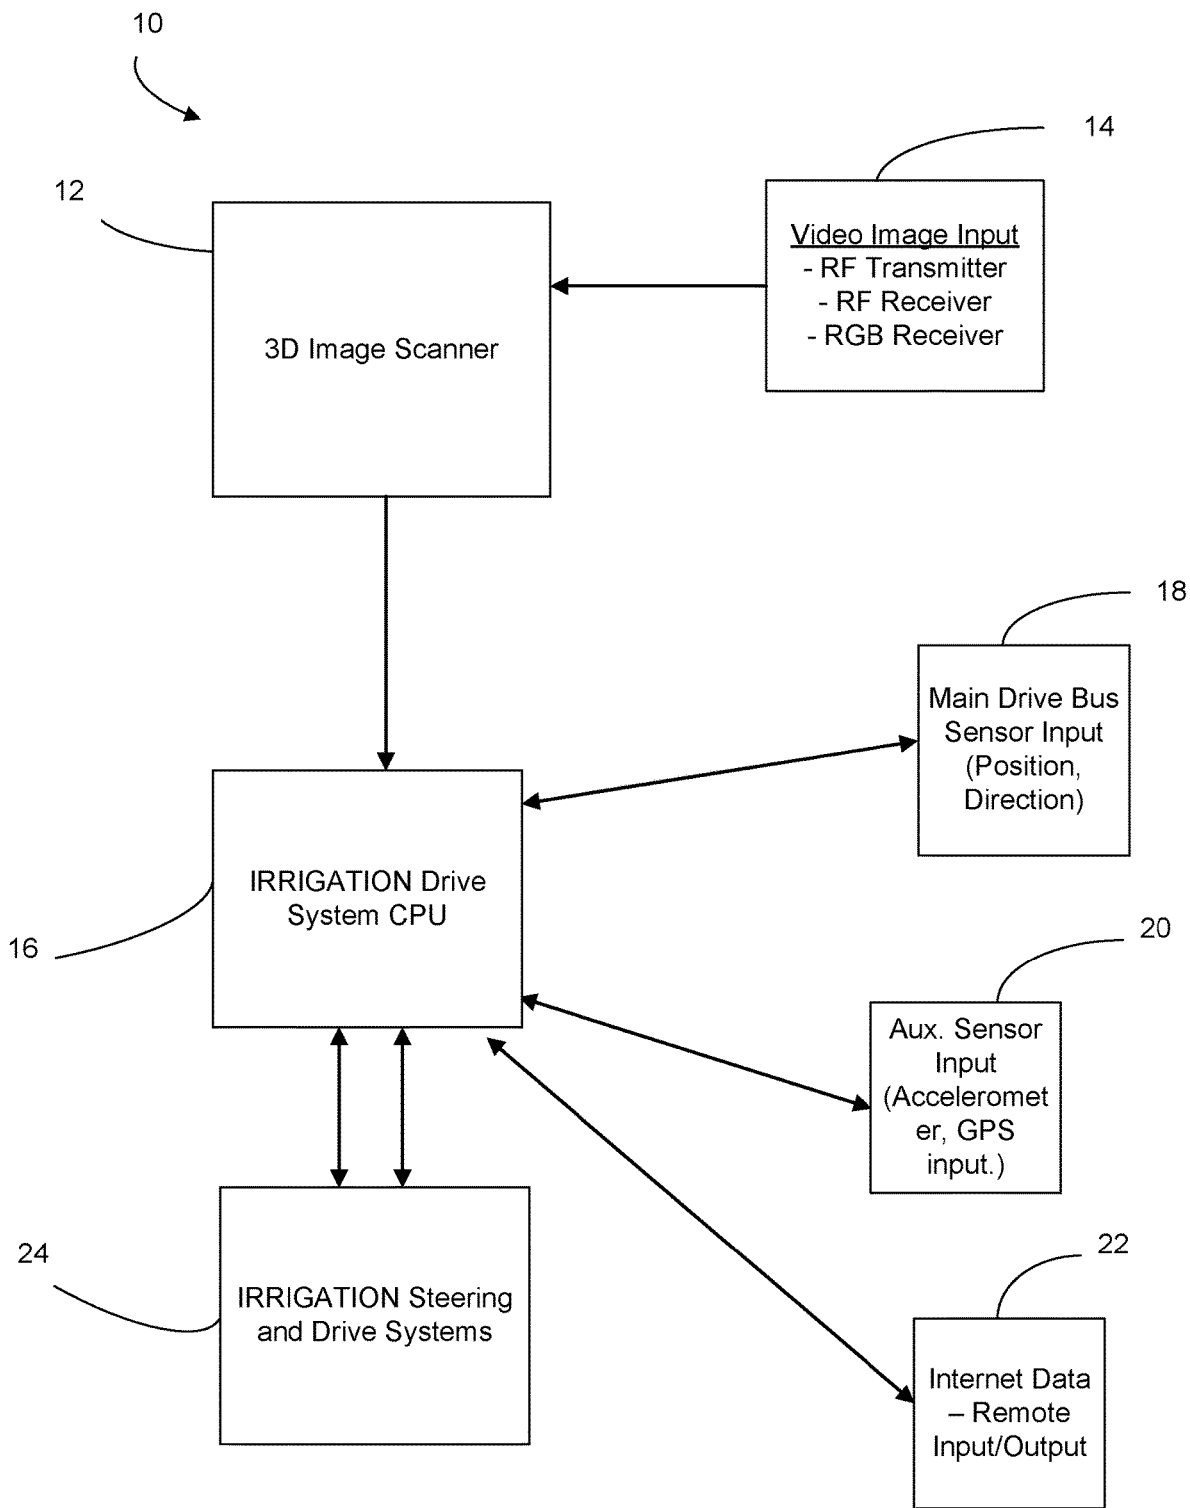 10
14
12
Video Image Input
- RF Transmitter
- RF Receiver
- RGB Receiver
3D Image Scanner
18
Main Drive Bus
Sensor Input
(Position,
Direction)
IRRIGATION Drive
System CPU
16
20
Aux. Sensor
Input
(Acceleromet
er, GPS
input.)
24
22
IRRIGATION Steering
and Drive Systems
Internet Data
– Remote
Input/Output